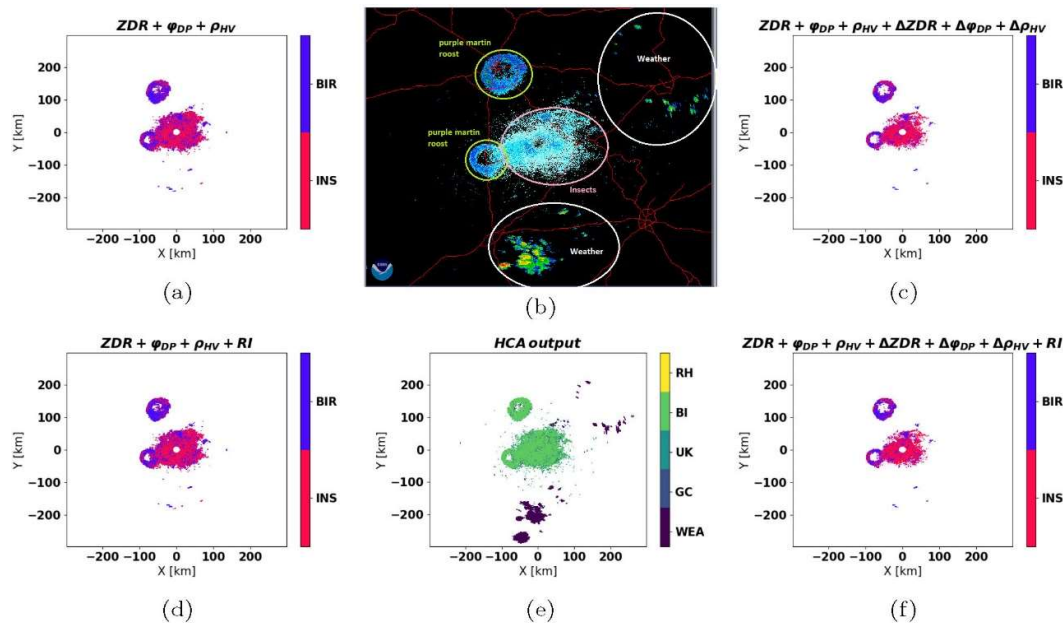 ZDR + φDP + ρHV
BIR
INS
Y [km]
200
100
0
−100
−200
−200 −100 0 100 200
X [km]
(a)
purple martin
roost
Weather
purple martin
roost
Insects
Weather
(b)
ZDR + φDP + ρHV + ΔZDR + ΔφDP + ΔρHV
BIR
INS
Y [km]
200
100
0
−100
−200
−200 −100 0 100 200
X [km]
(c)
ZDR + φDP + ρHV + RI
BIR
INS
Y [km]
200
100
0
−100
−200
−200 −100 0 100 200
X [km]
(d)
HCA output
RH
BI
UK
GC
WEA
Y [km]
200
100
0
−100
−200
−200 −100 0 100 200
X [km]
(e)
ZDR + φDP + ρHV + ΔZDR + ΔφDP + ΔρHV + RI
BIR
INS
Y [km]
200
100
0
−100
−200
−200 −100 0 100 200
X [km]
(f)